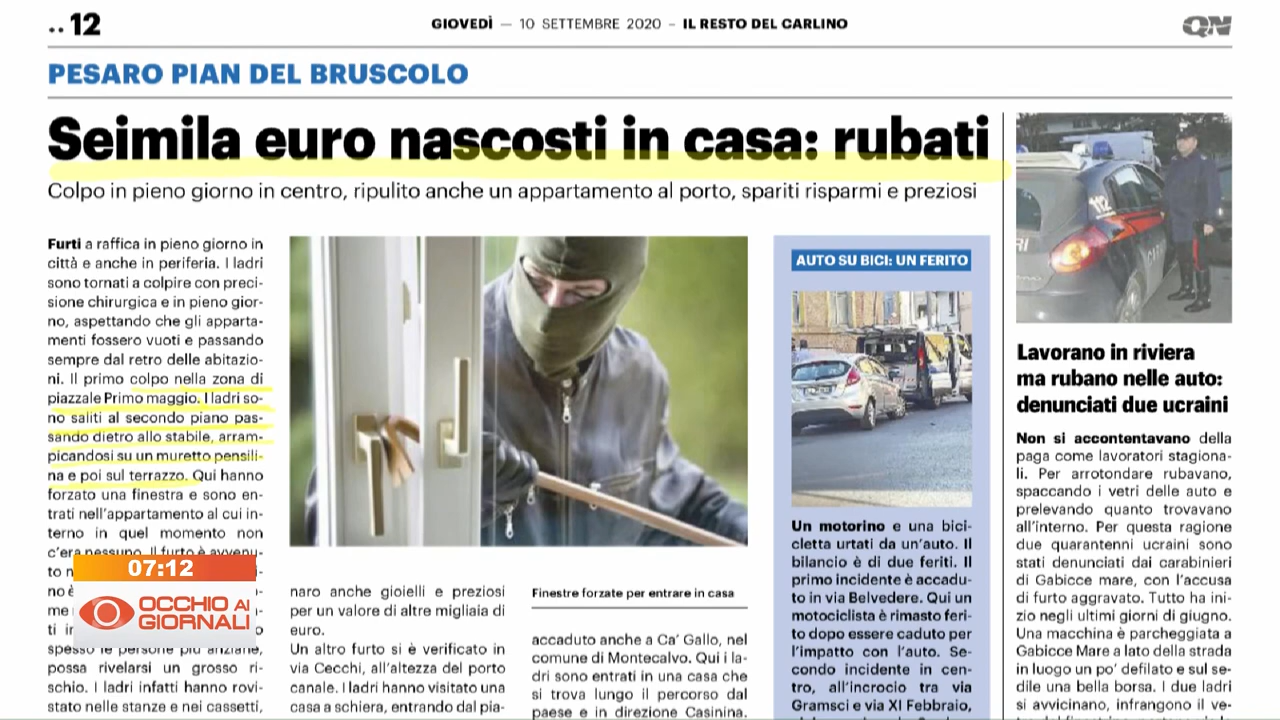 .. 12
GIOVEDÌ — 10 SETTEMBRE 2020 – IL RESTO DEL CARLINO
QN
PESARO PIAN DEL BRUSCOLO
Seimila euro nascosti in casa: rubati
Colpo in pieno giorno in centro, ripulito anche un appartamento al porto, spariti risparmi e preziosi
Furti a raffica in pieno giorno in
città e anche in periferia. I ladri
sono tornati a colpire con preci-
sione chirurgica e in pieno gior-
no, aspettando che gli apparta-
menti fossero vuoti e passando
sempre dal retro delle abitazio-
ni. Il primo colpo nella zona di
piazzale Primo maggio. I ladri so-
no saliti al secondo piano pas-
sando dietro allo stabile, arram-
picandosi su un muretto pensili-
na e poi sul terrazzo. Qui hanno
forzato una finestra e sono en-
trati nell'appartamento al cui in-
terno in quel momento non
c'era nessuno. Il furto è avvenu-
to
no è
ti
spesso le persone più anziane,
possa rivelarsi un grosso ri-
schio. I ladri infatti hanno rovi-
stato nelle stanze e nei cassetti,
07:12
OCCHIO AI
GIORNALI
naro anche gioielli e preziosi
per un valore di altre migliaia di
euro.
Un altro furto si è verificato in
via Cecchi, all'altezza del porto
canale. I ladri hanno visitato una
casa a schiera, entrando dal pia-
Finestre forzate per entrare in casa
accaduto anche a Ca' Gallo, nel
comune di Montecalvo. Qui i la-
dri sono entrati in una casa che
si trova lungo il percorso dal
paese e in direzione Casinina.
AUTO SU BICI: UN FERITO
Un motorino e una bici-
cletta urtati da un'auto. Il
bilancio è di due feriti. Il
primo incidente è accadu-
to in via Belvedere. Qui un
motociclista è rimasto feri-
to dopo essere caduto per
l'impatto con l'auto. Se-
condo incidente in cen-
tro, all'incrocio tra via
Gramsci e via XI Febbraio,
112
Lavorano in riviera
ma rubano nelle auto:
denunciati due ucraini
Non si accontentavano della
paga come lavoratori stagiona-
li. Per arrotondare rubavano,
spaccando i vetri delle auto e
prelevando quanto trovavano
all'interno. Per questa ragione
due quarantenni ucraini sono
stati denunciati dai carabinieri
di Gabicce mare, con l'accusa
di furto aggravato. Tutto ha ini-
zio negli ultimi giorni di giugno.
Una macchina è parcheggiata a
Gabicce Mare a lato della strada
in luogo un po' defilato e sul se-
dile una bella borsa. I due ladri
si avvicinano, infrangono il ve-